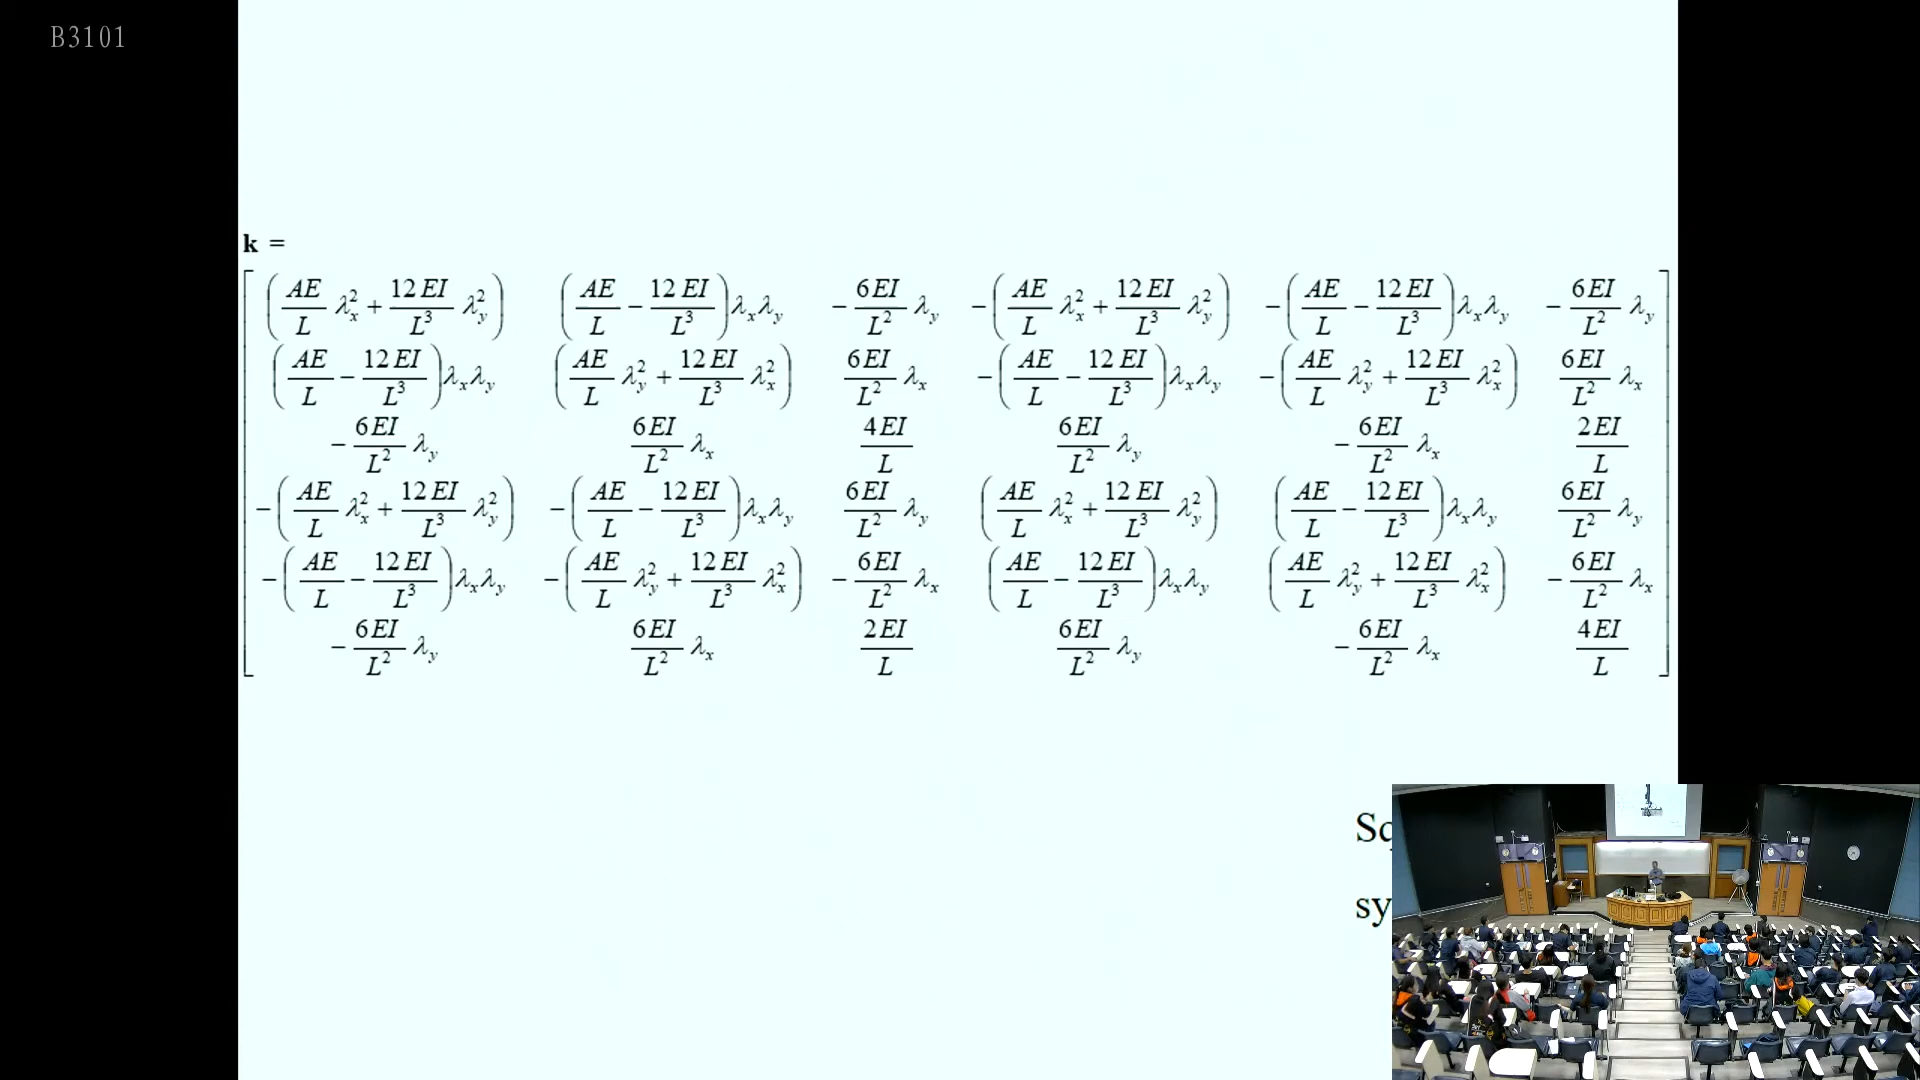 B3101
k =
(AE/L λx² + 12EI/L³ λy²) (AE/L − 12EI/L³)λxλy − 6EI/L² λy −(AE/L λx² + 12EI/L³ λy²) −(AE/L − 12EI/L³)λxλy − 6EI/L² λy
(AE/L − 12EI/L³)λxλy (AE/L λy² + 12EI/L³ λx²) 6EI/L² λx −(AE/L − 12EI/L³)λxλy −(AE/L λy² + 12EI/L³ λx²) 6EI/L² λx
− 6EI/L² λy 6EI/L² λx 4EI/L 6EI/L² λy − 6EI/L² λx 2EI/L
−(AE/L λx² + 12EI/L³ λy²) −(AE/L − 12EI/L³)λxλy 6EI/L² λy (AE/L λx² + 12EI/L³ λy²) (AE/L − 12EI/L³)λxλy 6EI/L² λy
−(AE/L − 12EI/L³)λxλy −(AE/L λy² + 12EI/L³ λx²) − 6EI/L² λx (AE/L − 12EI/L³)λxλy (AE/L λy² + 12EI/L³ λx²) − 6EI/L² λx
− 6EI/L² λy 6EI/L² λx 2EI/L 6EI/L² λy − 6EI/L² λx 4EI/L
sy